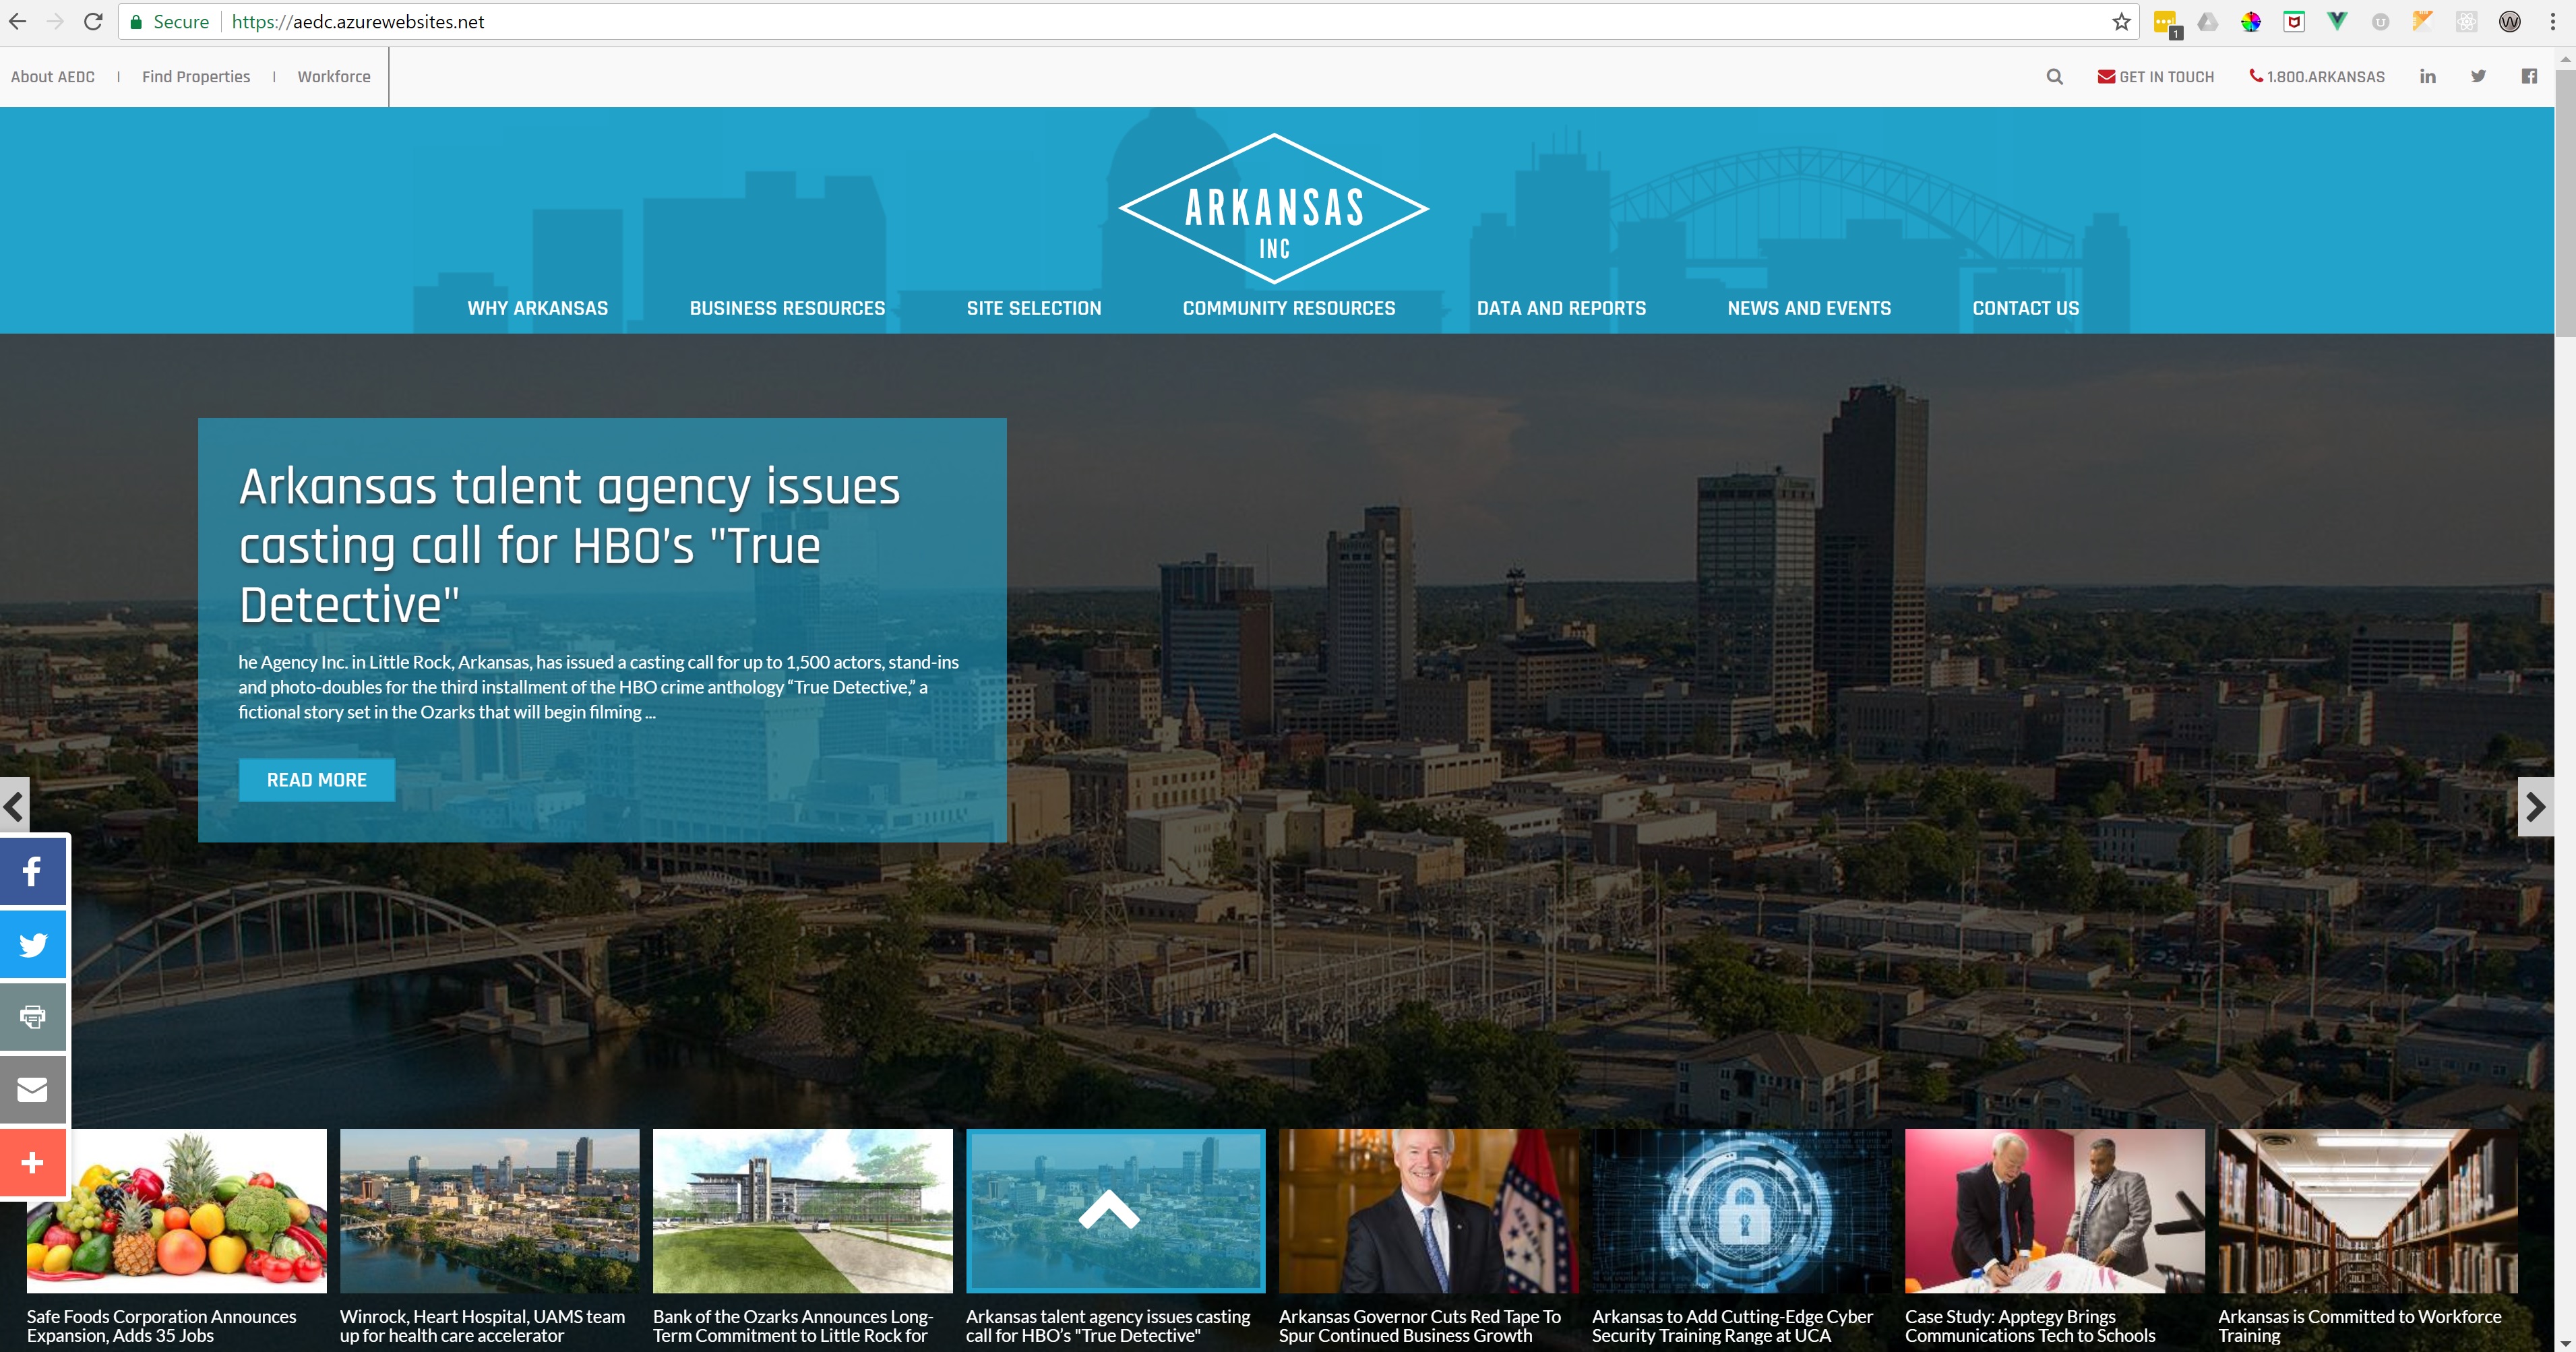 Secure https://aedc.azurewebsites.net
1
About AEDC | Find Properties | Workforce
GET IN TOUCH 1.800.ARKANSAS
ARKANSAS
INC
WHY ARKANSAS BUSINESS RESOURCES SITE SELECTION COMMUNITY RESOURCES DATA AND REPORTS NEWS AND EVENTS CONTACT US
Arkansas talent agency issues
casting call for HBO's "True
Detective"
he Agency Inc. in Little Rock, Arkansas, has issued a casting call for up to 1,500 actors, stand-ins
and photo-doubles for the third installment of the HBO crime anthology “True Detective,” a
fictional story set in the Ozarks that will begin filming ...
READ MORE
Safe Foods Corporation Announces
Expansion, Adds 35 Jobs
Winrock, Heart Hospital, UAMS team
up for health care accelerator
Bank of the Ozarks Announces Long-
Term Commitment to Little Rock for
Arkansas talent agency issues casting
call for HBO's "True Detective"
Arkansas Governor Cuts Red Tape To
Spur Continued Business Growth
Arkansas to Add Cutting-Edge Cyber
Security Training Range at UCA
Case Study: Apptegy Brings
Communications Tech to Schools
Arkansas is Committed to Workforce
Training